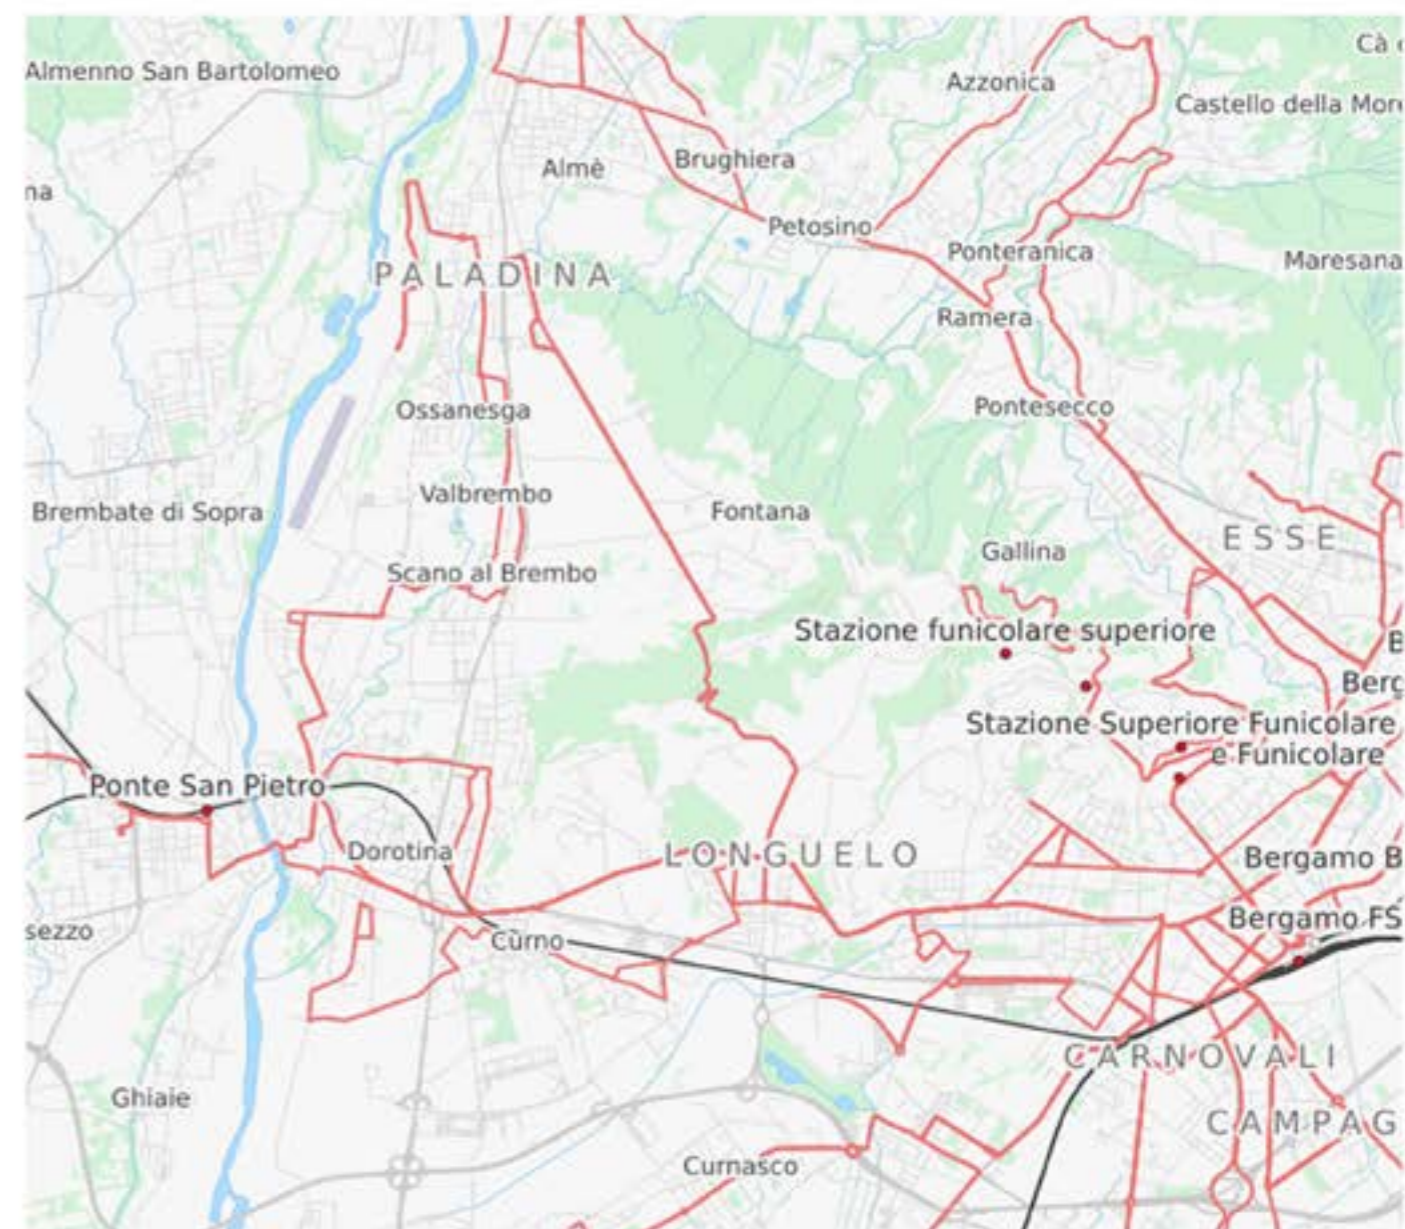 Cà
Azzonica
Almenno San Bartolomeo
Castello della
Almè
Brughiera
na
Petosino
Ponteranica
Maresana
PALADINA
Ramera
Ossanesga
Pontesecco
Valbrembo
Brembate di Sopra
Fontana
ESSE
Gallina
Scano al Brembo
Stazione funicolare superiore
B
Berg
Stazione Superiore Funicolare
e Funicolare
Ponte San Pietro
Dorotina
LONGUELO
Bergamo B
Bergamo FS
sezzo
Curno
CARNOVALI
Ghiaie
CAMPAG
Curnasco